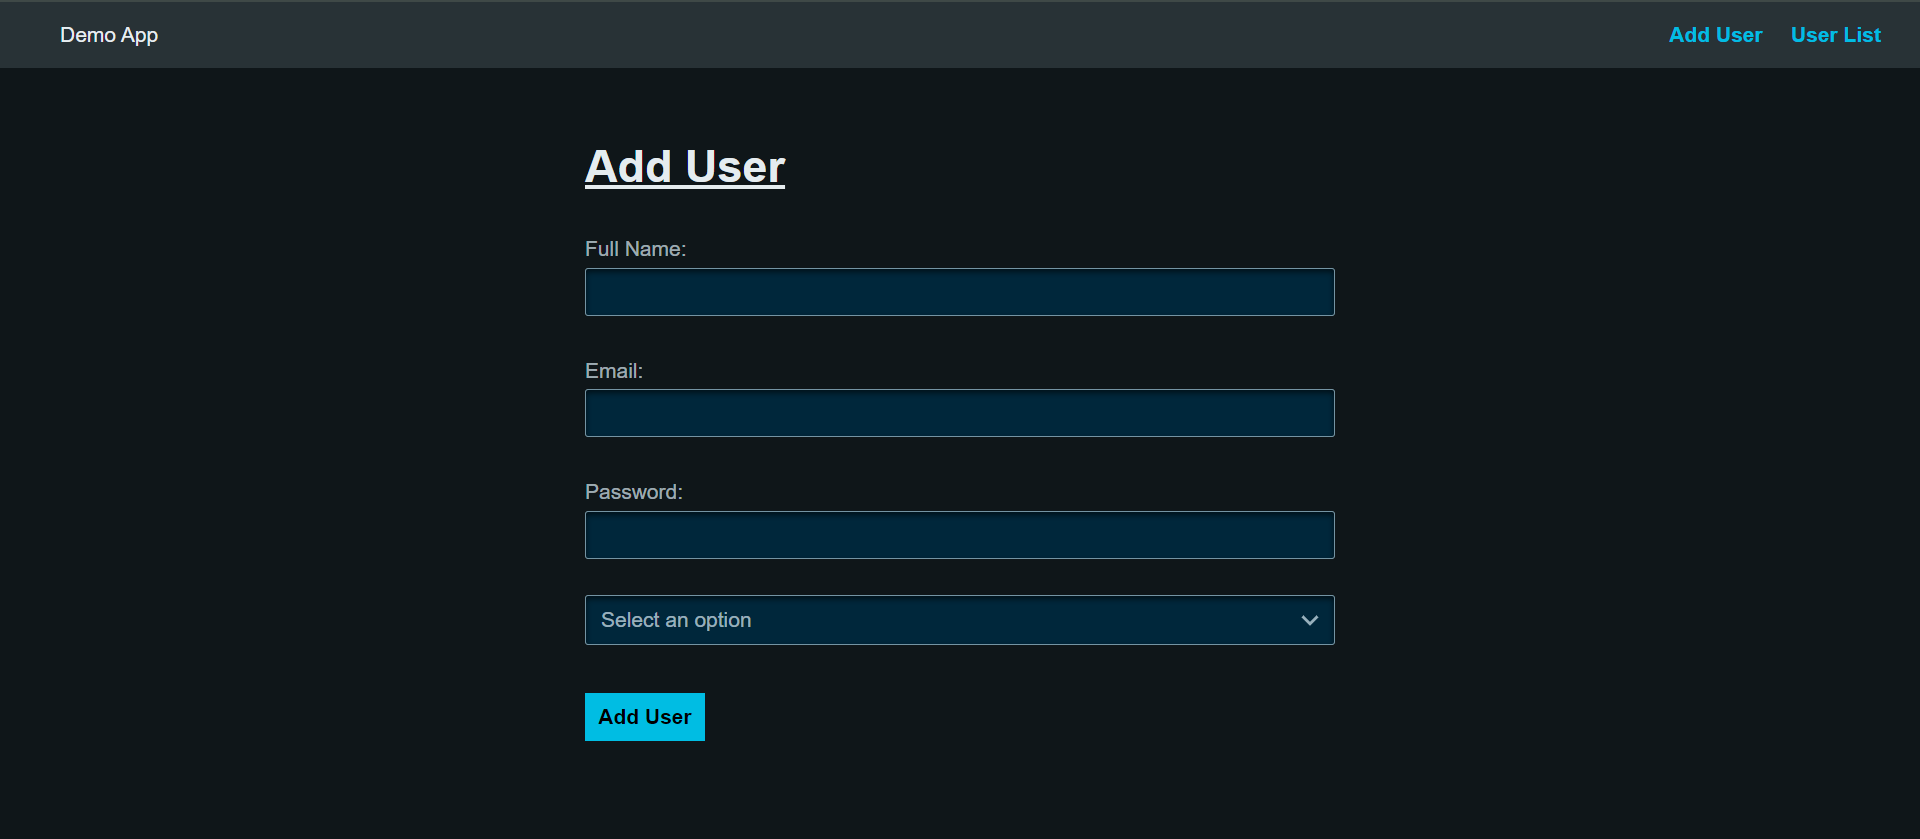 Demo App
Add User User List
Add User
Full Name:
Email:
Password:
Select an option
Add User